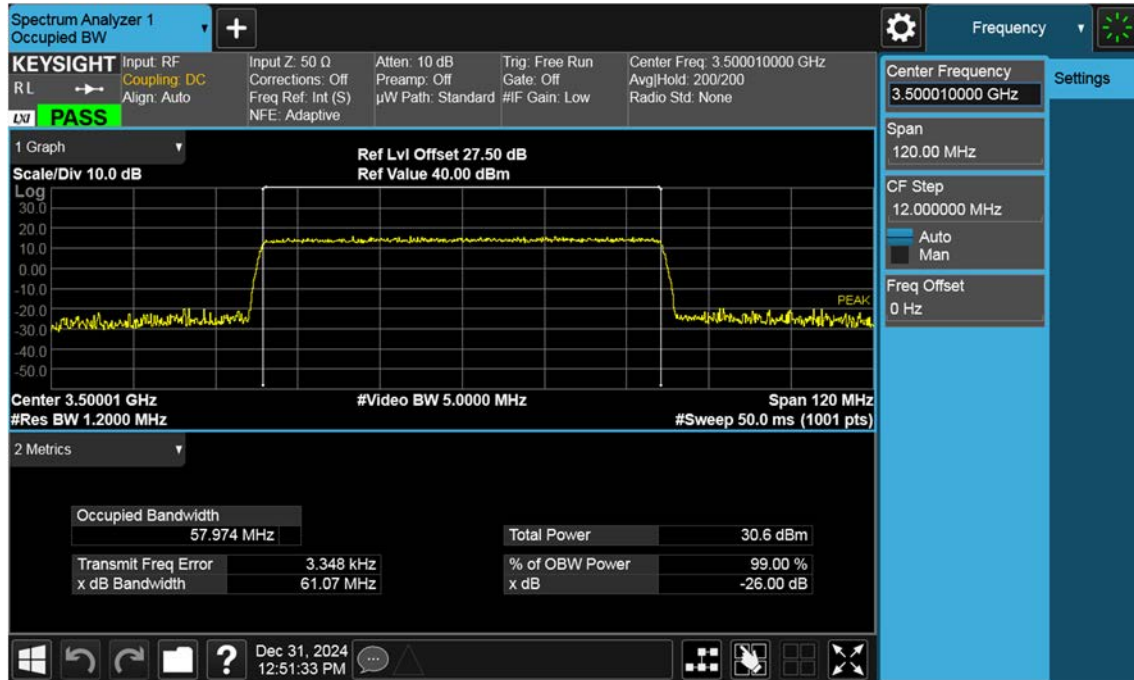 Spectrum Analyzer 1
Occupied BW
+
Frequency
KEYSIGHT
R L
LXI PASS
Input: RF
Coupling: DC
Align: Auto
Input Z: 50 Ω
Corrections: Off
Freq Ref: Int (S)
NFE: Adaptive
Atten: 10 dB
Preamp: Off
µW Path: Standard
Trig: Free Run
Gate: Off
#IF Gain: Low
Center Freq: 3.500010000 GHz
Avg|Hold: 200/200
Radio Std: None
Center Frequency
3.500010000 GHz
Settings
Span
120.00 MHz
CF Step
12.000000 MHz
Auto
Man
Freq Offset
0 Hz
1 Graph
Scale/Div 10.0 dB
Ref Lvl Offset 27.50 dB
Ref Value 40.00 dBm
Log
30.0
20.0
10.0
0.00
-10.0
-20.0
-30.0
-40.0
-50.0
PEAK
Center 3.50001 GHz
#Video BW 5.0000 MHz
Span 120 MHz
#Res BW 1.2000 MHz
#Sweep 50.0 ms (1001 pts)
2 Metrics
Occupied Bandwidth
57.974 MHz
Total Power 30.6 dBm
Transmit Freq Error 3.348 kHz
% of OBW Power 99.00 %
x dB Bandwidth 61.07 MHz
x dB -26.00 dB
?
Dec 31, 2024
12:51:33 PM